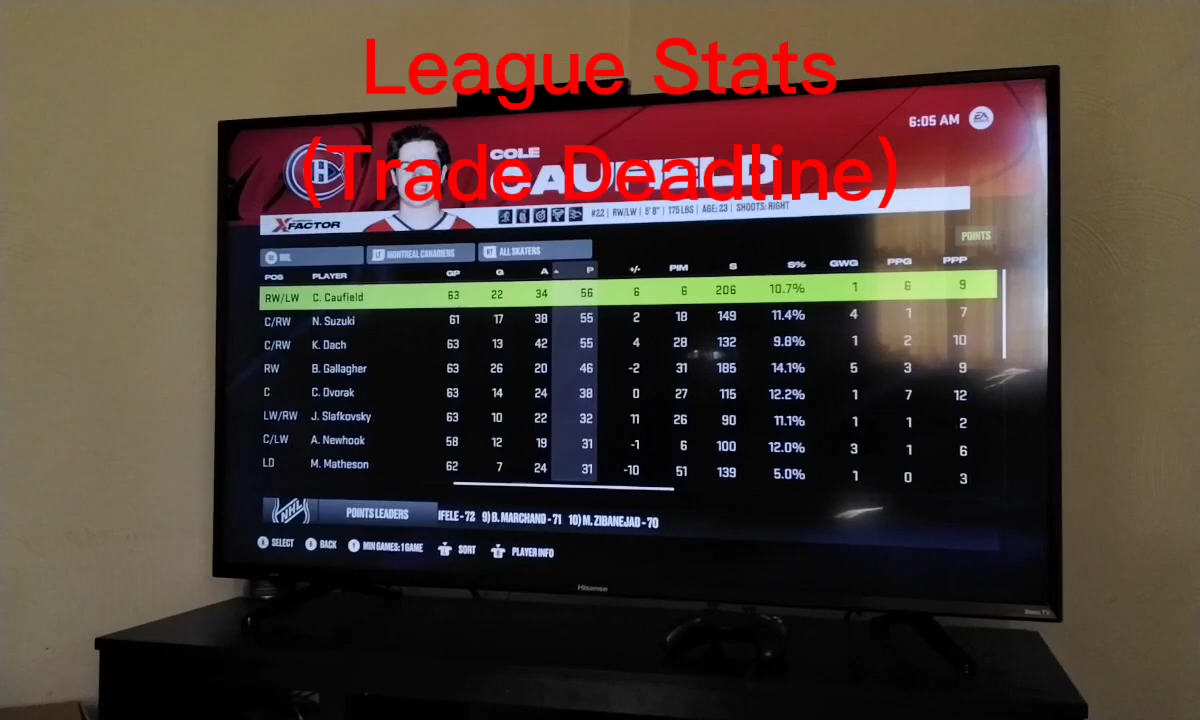 League Stats
(Trade Deadline)
6:05 AM
COLE
CAUFIELD
X FACTOR
#22 | RW/LW | 5' 8" | 175 LBS | AGE: 23 | SHOOTS: RIGHT
POINTS
NHL
LT MONTREAL CANADIENS
RT ALL SKATERS
POS PLAYER GP G A P +/- PIM S S% GWG PPG PPP
RW/LW C. Caufield 63 22 34 56 6 6 206 10.7% 1 6 9
C/RW N. Suzuki 61 17 38 55 2 18 149 11.4% 4 1 7
C/RW K. Dach 63 13 42 55 4 28 132 9.8% 1 2 10
RW B. Gallagher 63 26 20 46 -2 31 185 14.1% 5 3 9
C C. Dvorak 63 14 24 38 0 27 115 12.2% 1 7 12
LW/RW J. Slafkovsky 63 10 22 32 11 26 90 11.1% 1 1 2
C/LW A. Newhook 58 12 19 31 -1 6 100 12.0% 3 1 6
LD M. Matheson 62 7 24 31 -10 51 139 5.0% 1 0 3
NHL POINTS LEADERS IFELE - 72 9) B. MARCHAND - 71 10) M. ZIBANEJAD - 70
A SELECT B BACK Y MIN GAMES: 1 GAME SORT PLAYER INFO
Hisense
Roku TV